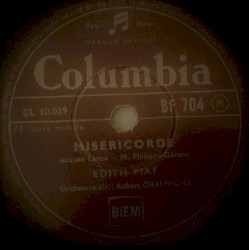 Columbia
CL 10.039
BF 704
78 Tours minute
MISERICORDE
Jacques Larue - M. Philippe-Gérard
EDITH PIAF
Orchestre dir: Robert CHAUVIGNY
BIEM